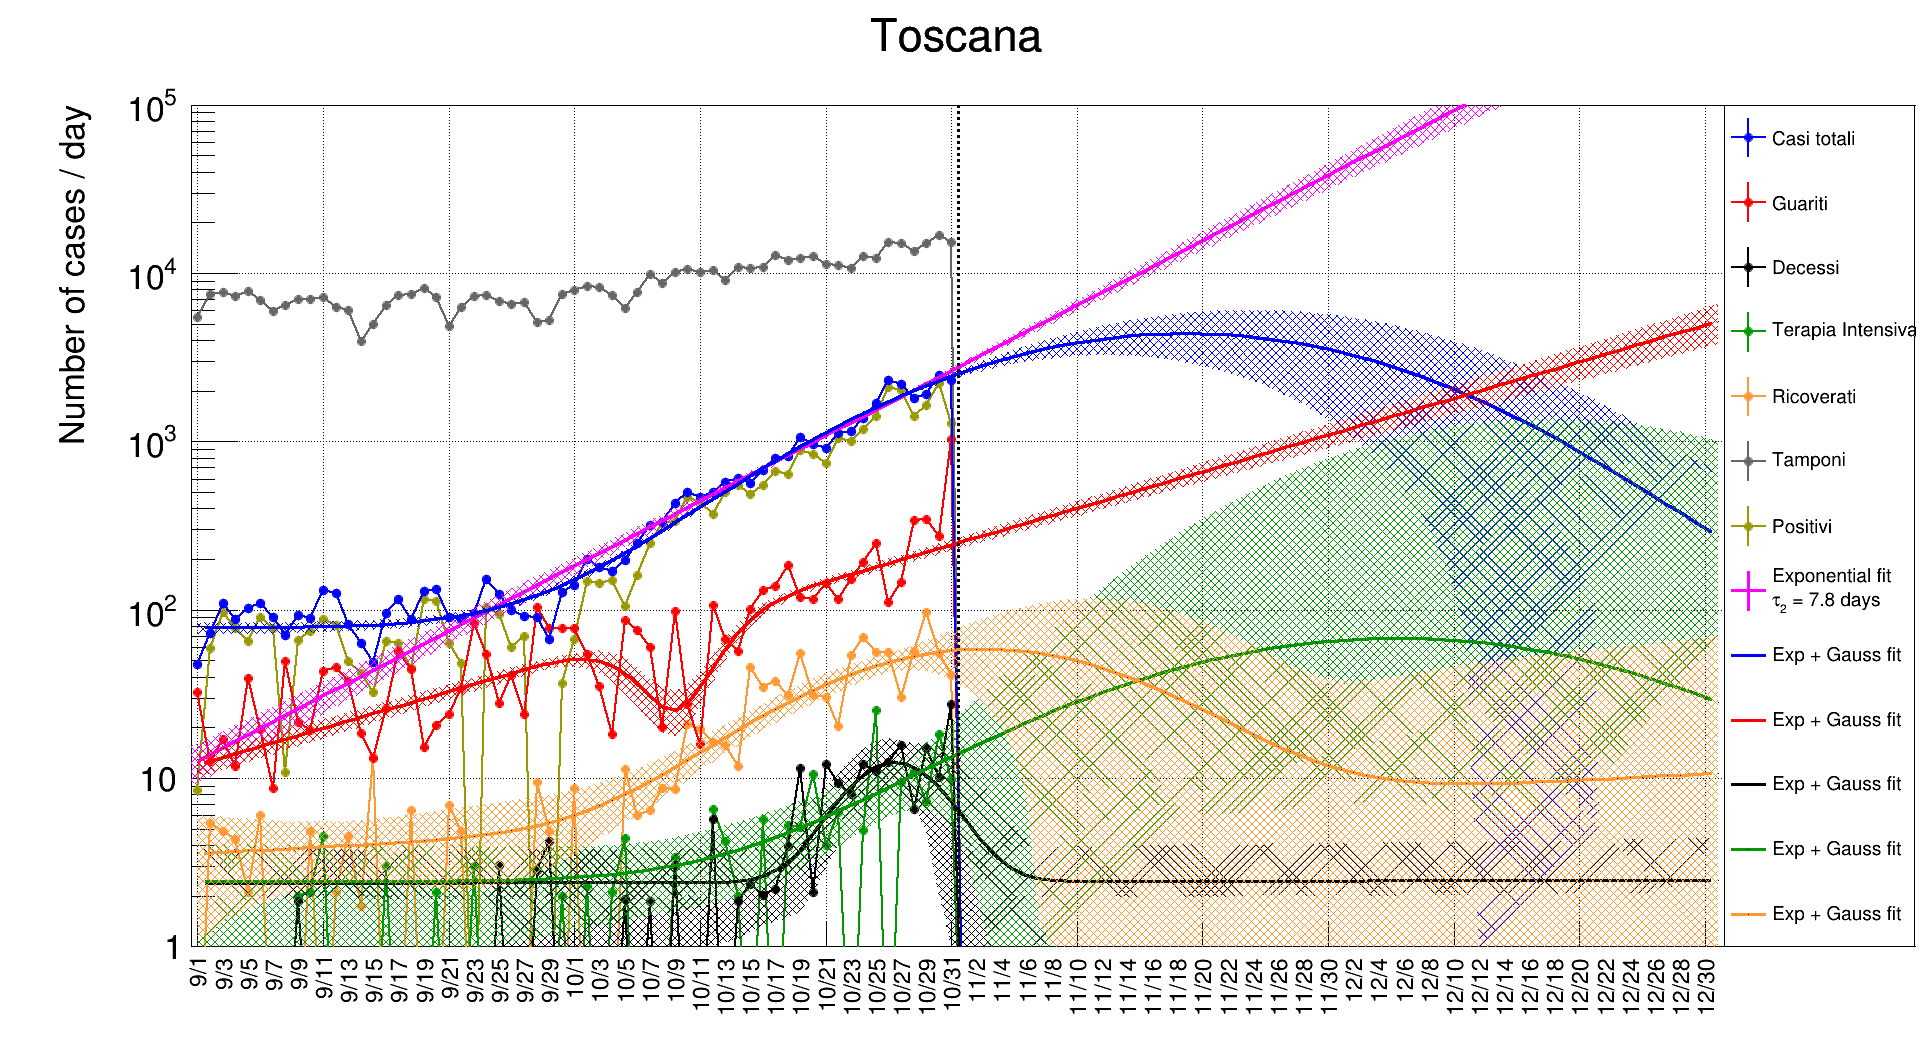 Toscana
Number of cases / day
10^5
10^4
10^3
10^2
10
1
9/1 9/3 9/5 9/7 9/9 9/11 9/13 9/15 9/17 9/19 9/21 9/23 9/25 9/27 9/29 10/1 10/3 10/5 10/7 10/9 10/11 10/13 10/15 10/17 10/19 10/21 10/23 10/25 10/27 10/29 10/31 11/2 11/4 11/6 11/8 11/10 11/12 11/14 11/16 11/18 11/20 11/22 11/24 11/26 11/28 11/30 12/2 12/4 12/6 12/8 12/10 12/12 12/14 12/16 12/18 12/20 12/22 12/24 12/26 12/28 12/30
Casi totali
Guariti
Decessi
Terapia Intensiva
Ricoverati
Tamponi
Positivi
Exponential fit
τ2 = 7.8 days
Exp + Gauss fit
Exp + Gauss fit
Exp + Gauss fit
Exp + Gauss fit
Exp + Gauss fit